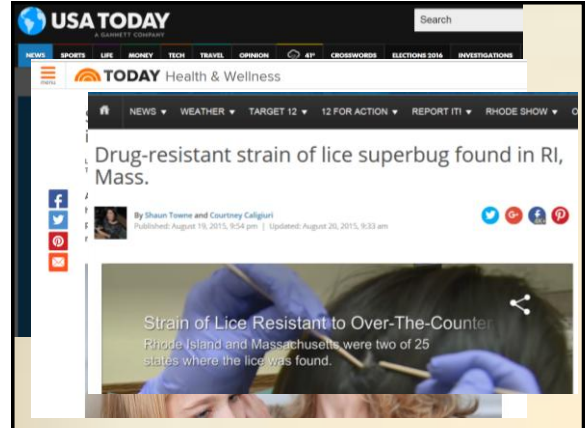 USA TODAY
A GANNETT COMPANY
Search
NEWS SPORTS LIFE MONEY TECH TRAVEL OPINION 41° CROSSWORDS ELECTIONS 2016 INVESTIGATIONS
menu
TODAY Health & Wellness
NEWS WEATHER TARGET 12 12 FOR ACTION REPORT IT! RHODE SHOW
Drug-resistant strain of lice superbug found in RI,
Mass.
By Shaun Towne and Courtney Caligiuri
Published: August 19, 2015, 9:54 pm | Updated: August 20, 2015, 9:33 am
Strain of Lice Resistant to Over-The-Counter
Rhode Island and Massachusetts were two of 25
states where the lice was found.